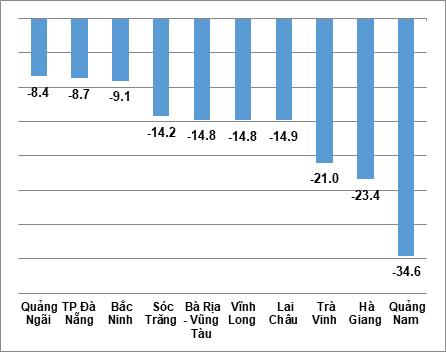 -8.4
-8.7
-9.1
-14.2
-14.8
-14.8
-14.9
-21.0
-23.4
-34.6
Quảng
Ngãi
TP Đà
Nẵng
Bắc
Ninh
Sóc
Trăng
Bà Rịa
- Vũng
Tàu
Vĩnh
Long
Lai
Châu
Trà
Vinh
Hà
Giang
Quảng
Nam